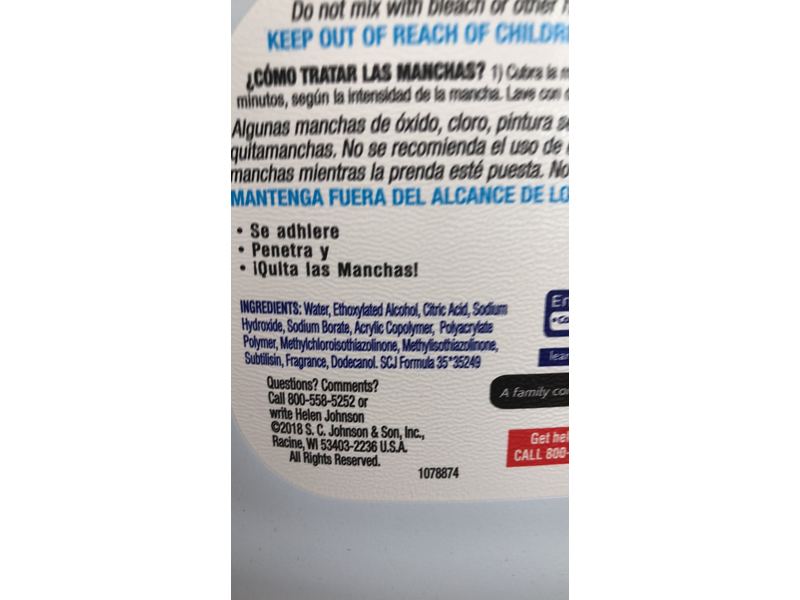 Do not mix with bleach or other
KEEP OUT OF REACH OF CHILDR
¿CÓMO TRATAR LAS MANCHAS? 1) Cubra la
minutos, según la intensidad de la mancha. Lave con
Algunas manchas de óxido, cloro, pintura
quitamanchas. No se recomienda el uso de
manchas mientras la prenda esté puesta. No
MANTENGA FUERA DEL ALCANCE DE LO
• Se adhiere
• Penetra y
• ¡Quita las Manchas!
INGREDIENTS: Water, Ethoxylated Alcohol, Citric Acid, Sodium
Hydroxide, Sodium Borate, Acrylic Copolymer, Polyacrylate
Polymer, Methylchloroisothiazolinone, Methylisothiazolinone,
Subtilisin, Fragrance, Dodecanol. SCJ Formula 35*35249
Questions? Comments?
Call 800-558-5252 or
write Helen Johnson
©2018 S. C. Johnson & Son, Inc.,
Racine, WI 53403-2236 U.S.A.
All Rights Reserved.
1078874
En
•Co
lear
A family co
Get hel
CALL 800-